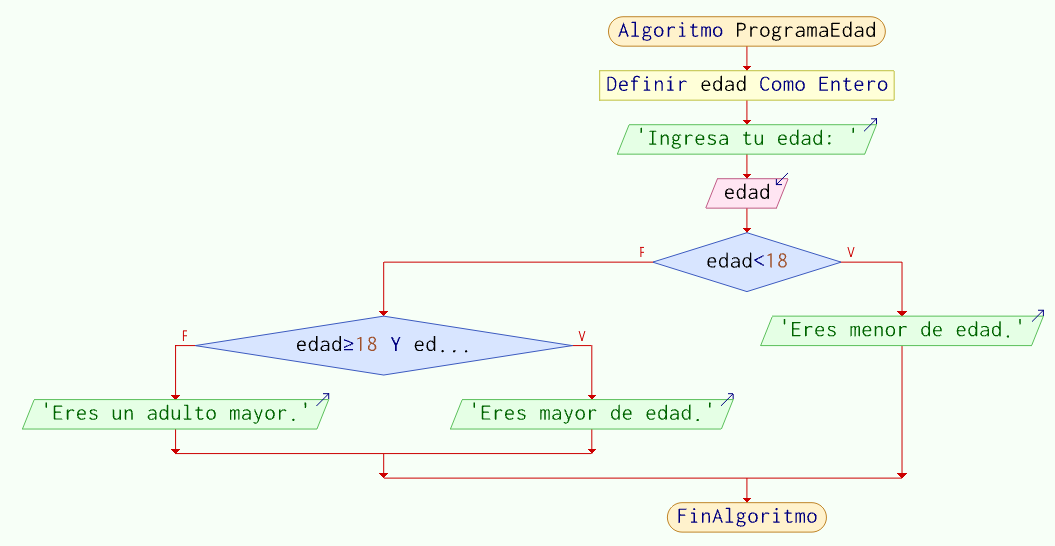 Algoritmo ProgramaEdad
Definir edad Como Entero
'Ingresa tu edad: '
edad
F
edad<18
V
'Eres menor de edad.'
F
edad≥18 Y ed...
V
'Eres un adulto mayor.'
'Eres mayor de edad.'
FinAlgoritmo